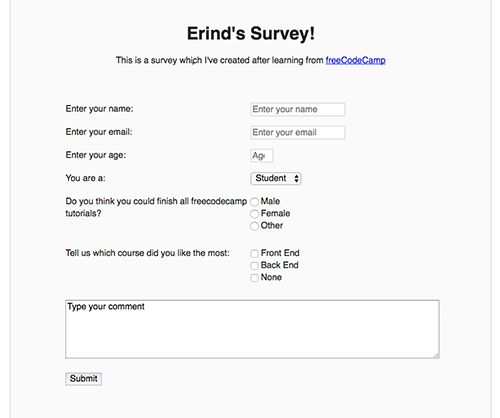 Erind's Survey!
This is a survey which I've created after learning from freeCodeCamp
Enter your name:
Enter your name
Enter your email:
Enter your email
Enter your age:
Age
You are a:
Student
Do you think you could finish all freecodecamp
tutorials?
Male
Female
Other
Tell us which course did you like the most:
Front End
Back End
None
Type your comment
Submit